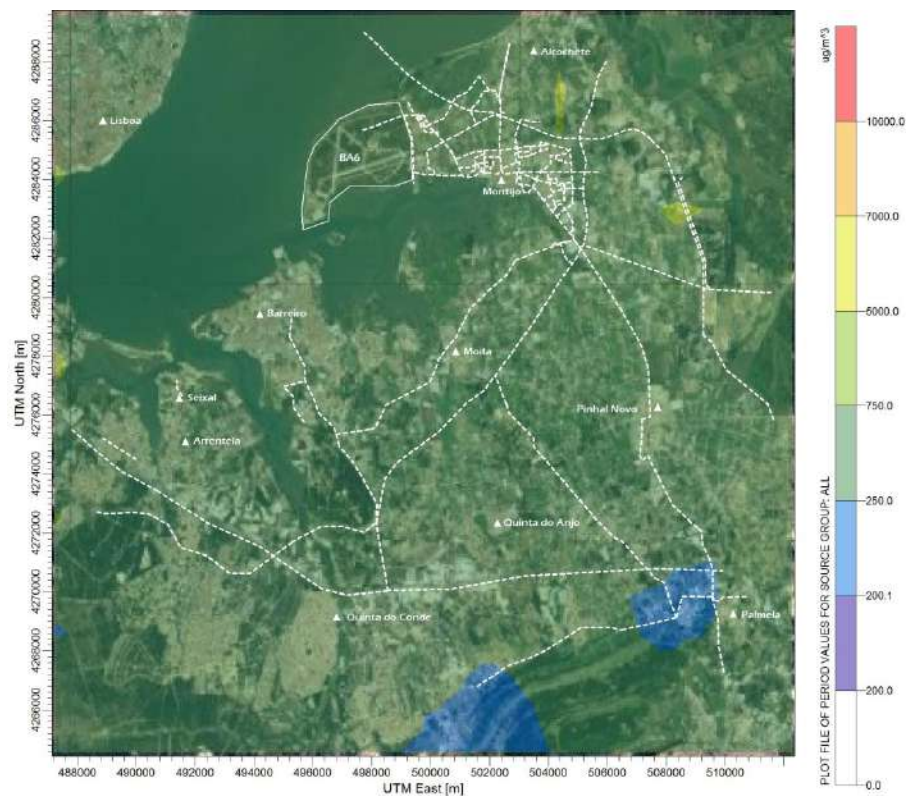 ug/m^3
Alcochete
Lisboa
BA6
Montijo
Barreiro
Moita
Seixal
Pinhal Novo
Arrentela
Quinta do Anjo
Quinta do Conde
Palmela
UTM North [m]
4288000
4286000
4284000
4282000
4280000
4278000
4276000
4274000
4272000
4270000
4268000
4266000
488000 490000 492000 494000 496000 498000 500000 502000 504000 506000 508000 510000
UTM East [m]
PLOT FILE OF PERIOD VALUES FOR SOURCE GROUP: ALL
10000.0
7000.0
5000.0
750.0
250.0
200.1
200.0
0.0